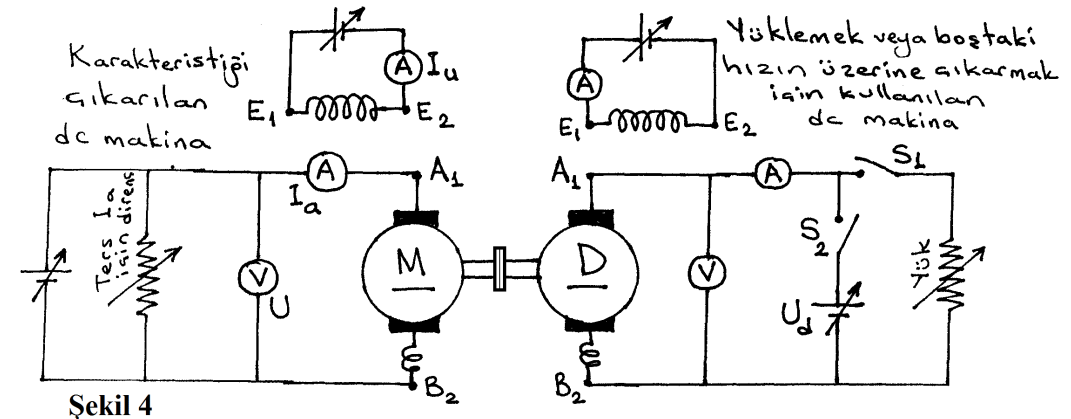 Karakteristiği
çıkarılan
dc makina
A
Iu
E1
E2
Yüklemek veya boştaki
hızın üzerine çıkarmak
için kullanılan
dc makina
A
E1
E2
Ters Ia
için direnç
V
U
A
Ia
A1
M
B2
A1
D
B2
V
A
S1
S2
Ud
Yük
Şekil 4